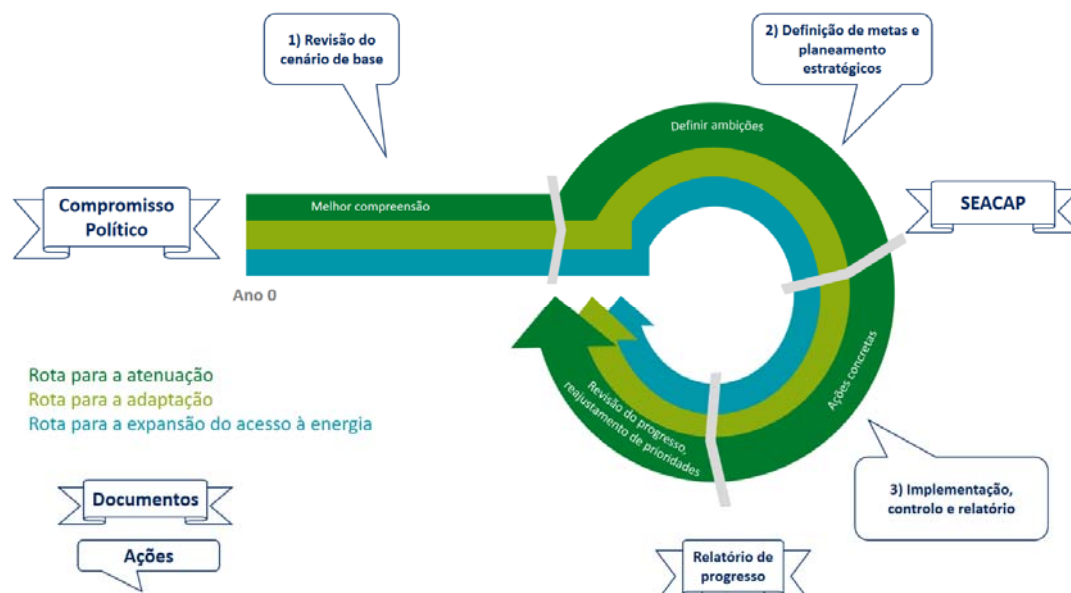 1) Revisão do
cenário de base
2) Definição de metas e
planeamento
estratégicos
Definir ambições
Compromisso
Político
Melhor compreensão
SEACAP
Ano 0
Rota para a atenuação
Rota para a adaptação
Rota para a expansão do acesso à energia
Ações concretas
Revisão do progresso,
reajustamento de prioridades
3) Implementação,
controlo e relatório
Documentos
Ações
Relatório de
progresso